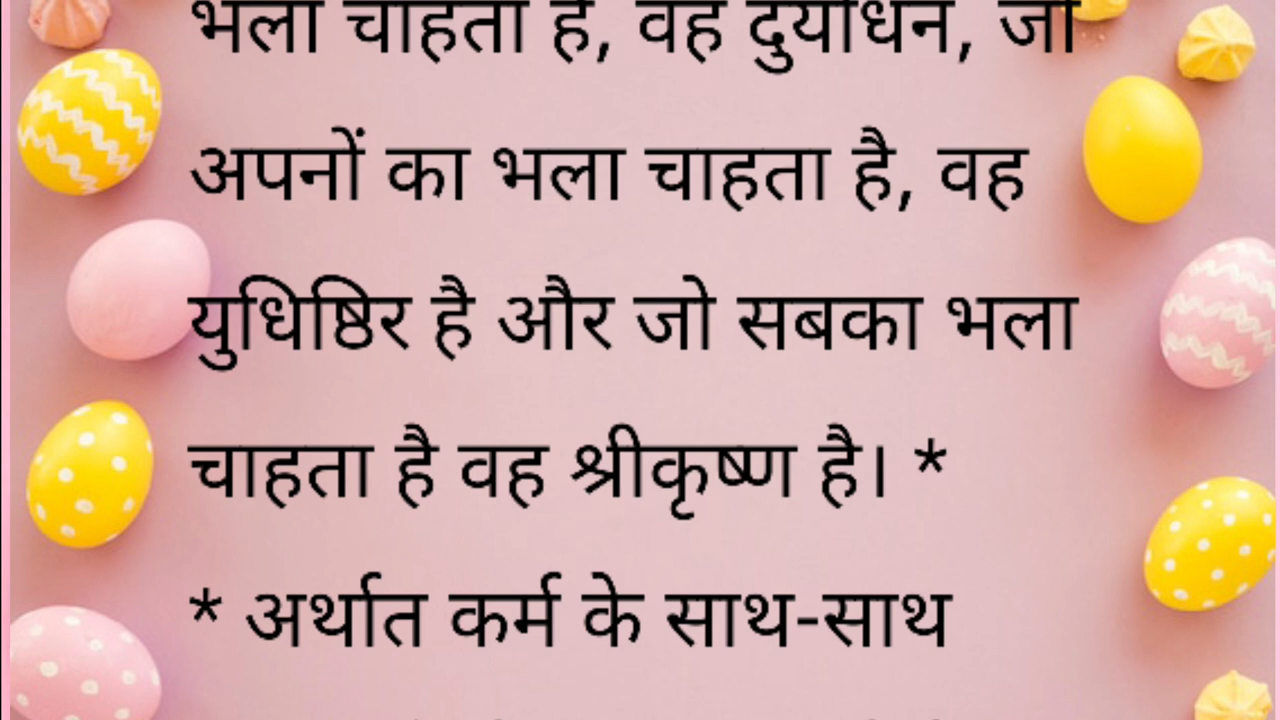 भला चाहता है, वह दुर्योधन, जो
अपनों का भला चाहता है, वह
युधिष्ठिर है और जो सबका भला
चाहता है वह श्रीकृष्ण है। *
* अर्थात कर्म के साथ-साथ